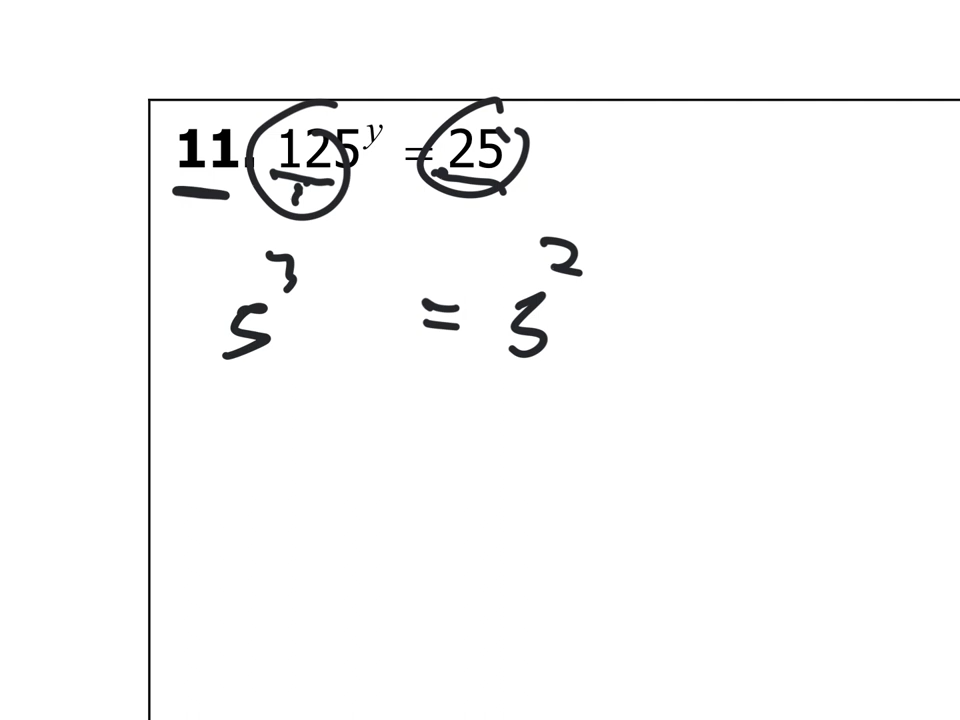 11. 125^y = 25
5^3 = 5^2